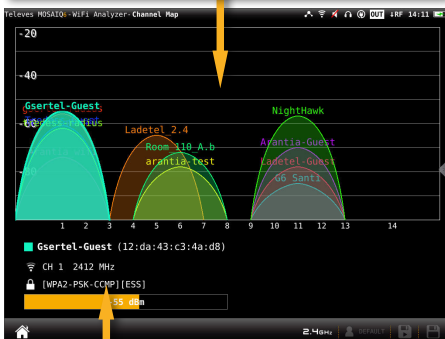 Televes MOSAIQ6-WiFi Analyzer-Channel Map OUT ↓RF 14:11
-20
-40
Gsertel-Guest
NightHawk
-60
Ladetel 2.4
Room 110 A.b
Arantia-Guest
arantia-test
Ladetel-Guest
-80
G6 Santi
1 2 3 4 5 6 7 8 9 10 11 12 13 14
Gsertel-Guest (12:da:43:c3:4a:d8)
CH 1 2412 MHz
[WPA2-PSK-CCMP][ESS]
-55 dBm
2.4GHz DEFAULT